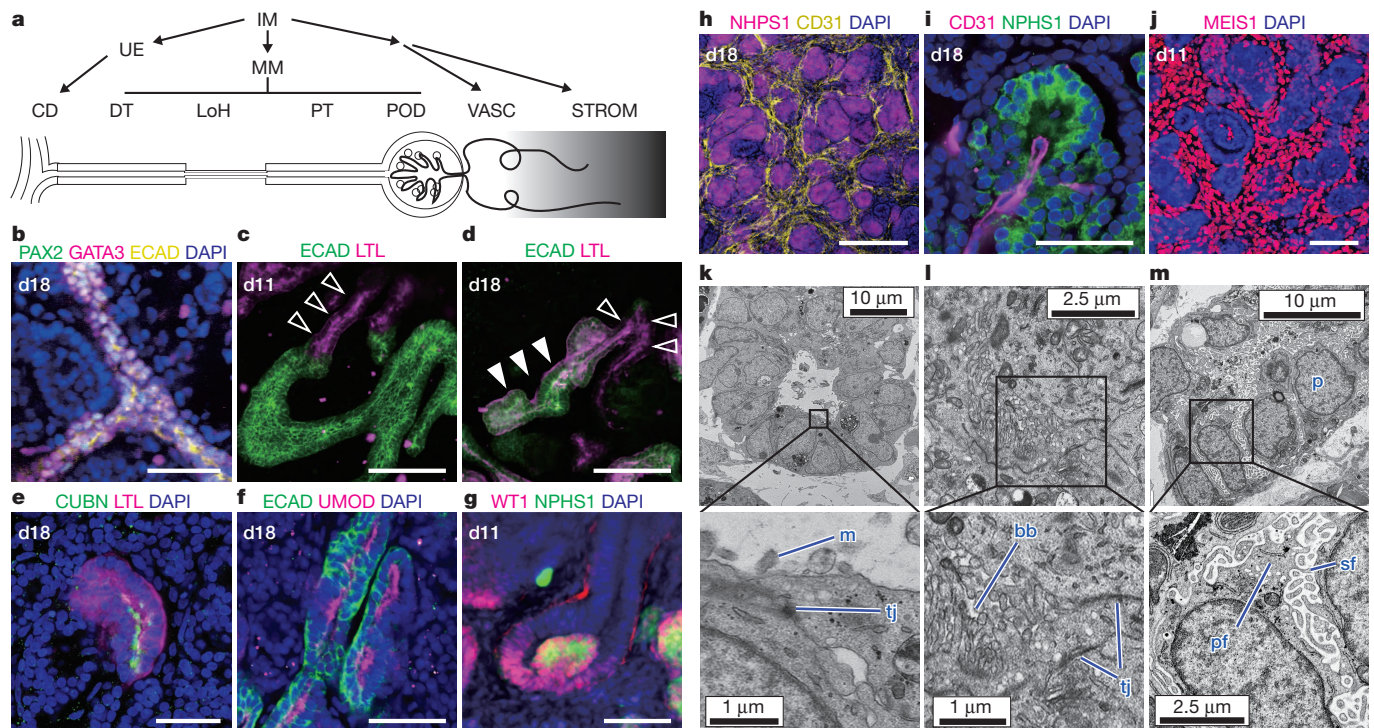 a
IM
UE
MM
CD DT LoH PT POD VASC STROM
b
PAX2 GATA3 ECAD DAPI
d18
c
ECAD LTL
d11
d
ECAD LTL
d18
e
CUBN LTL DAPI
d18
f
ECAD UMOD DAPI
d18
g
WT1 NPHS1 DAPI
d11
h
NHPS1 CD31 DAPI
d18
i
CD31 NPHS1 DAPI
d18
j
MEIS1 DAPI
d11
k
10 μm
m
tj
1 μm
l
2.5 μm
bb
tj
1 μm
m
10 μm
p
sf
pf
2.5 μm